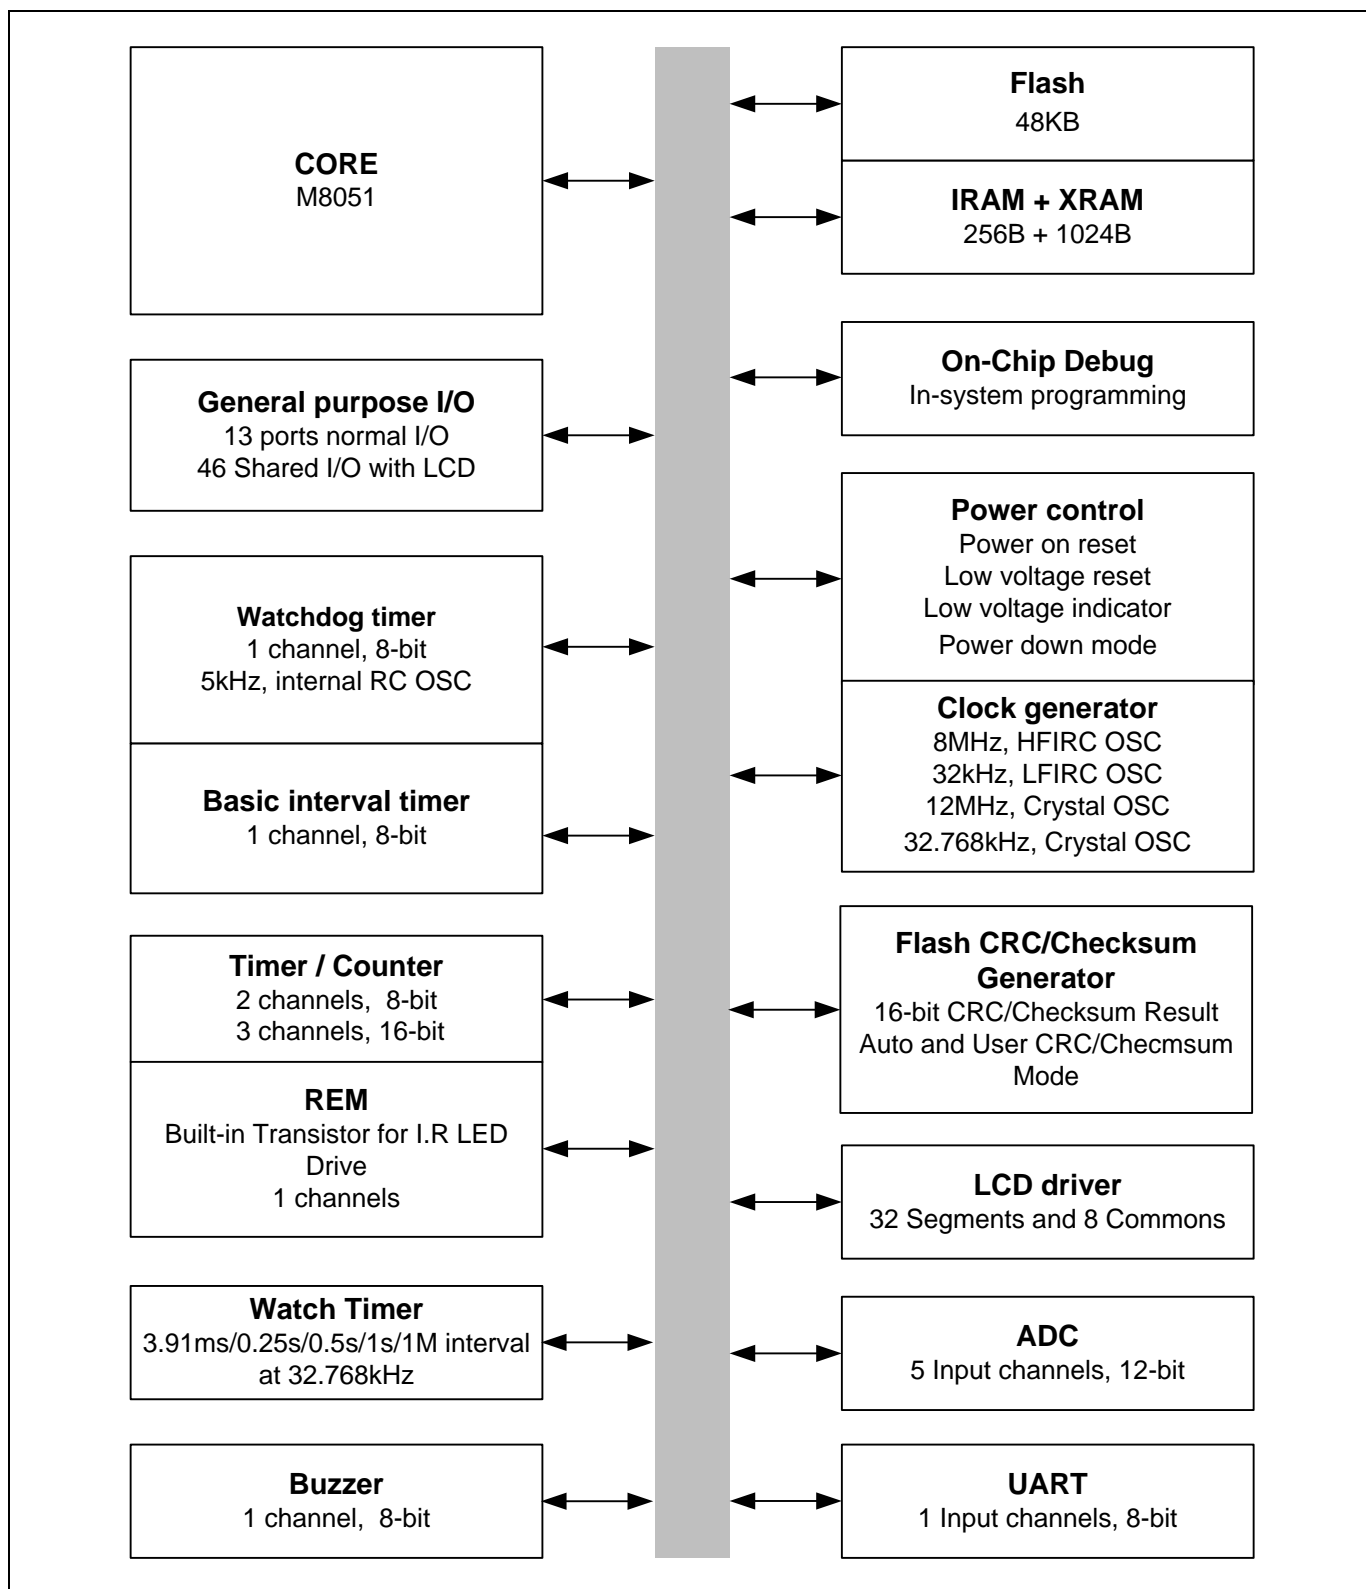 CORE
M8051
General purpose I/O
13 ports normal I/O
46 Shared I/O with LCD
Watchdog timer
1 channel, 8-bit
5kHz, internal RC OSC
Basic interval timer
1 channel, 8-bit
Timer / Counter
2 channels, 8-bit
3 channels, 16-bit
REM
Built-in Transistor for I.R LED
Drive
1 channels
Watch Timer
3.91ms/0.25s/0.5s/1s/1M interval
at 32.768kHz
Buzzer
1 channel, 8-bit
Flash
48KB
IRAM + XRAM
256B + 1024B
On-Chip Debug
In-system programming
Power control
Power on reset
Low voltage reset
Low voltage indicator
Power down mode
Clock generator
8MHz, HFIRC OSC
32kHz, LFIRC OSC
12MHz, Crystal OSC
32.768kHz, Crystal OSC
Flash CRC/Checksum
Generator
16-bit CRC/Checksum Result
Auto and User CRC/Checmsum
Mode
LCD driver
32 Segments and 8 Commons
ADC
5 Input channels, 12-bit
UART
1 Input channels, 8-bit